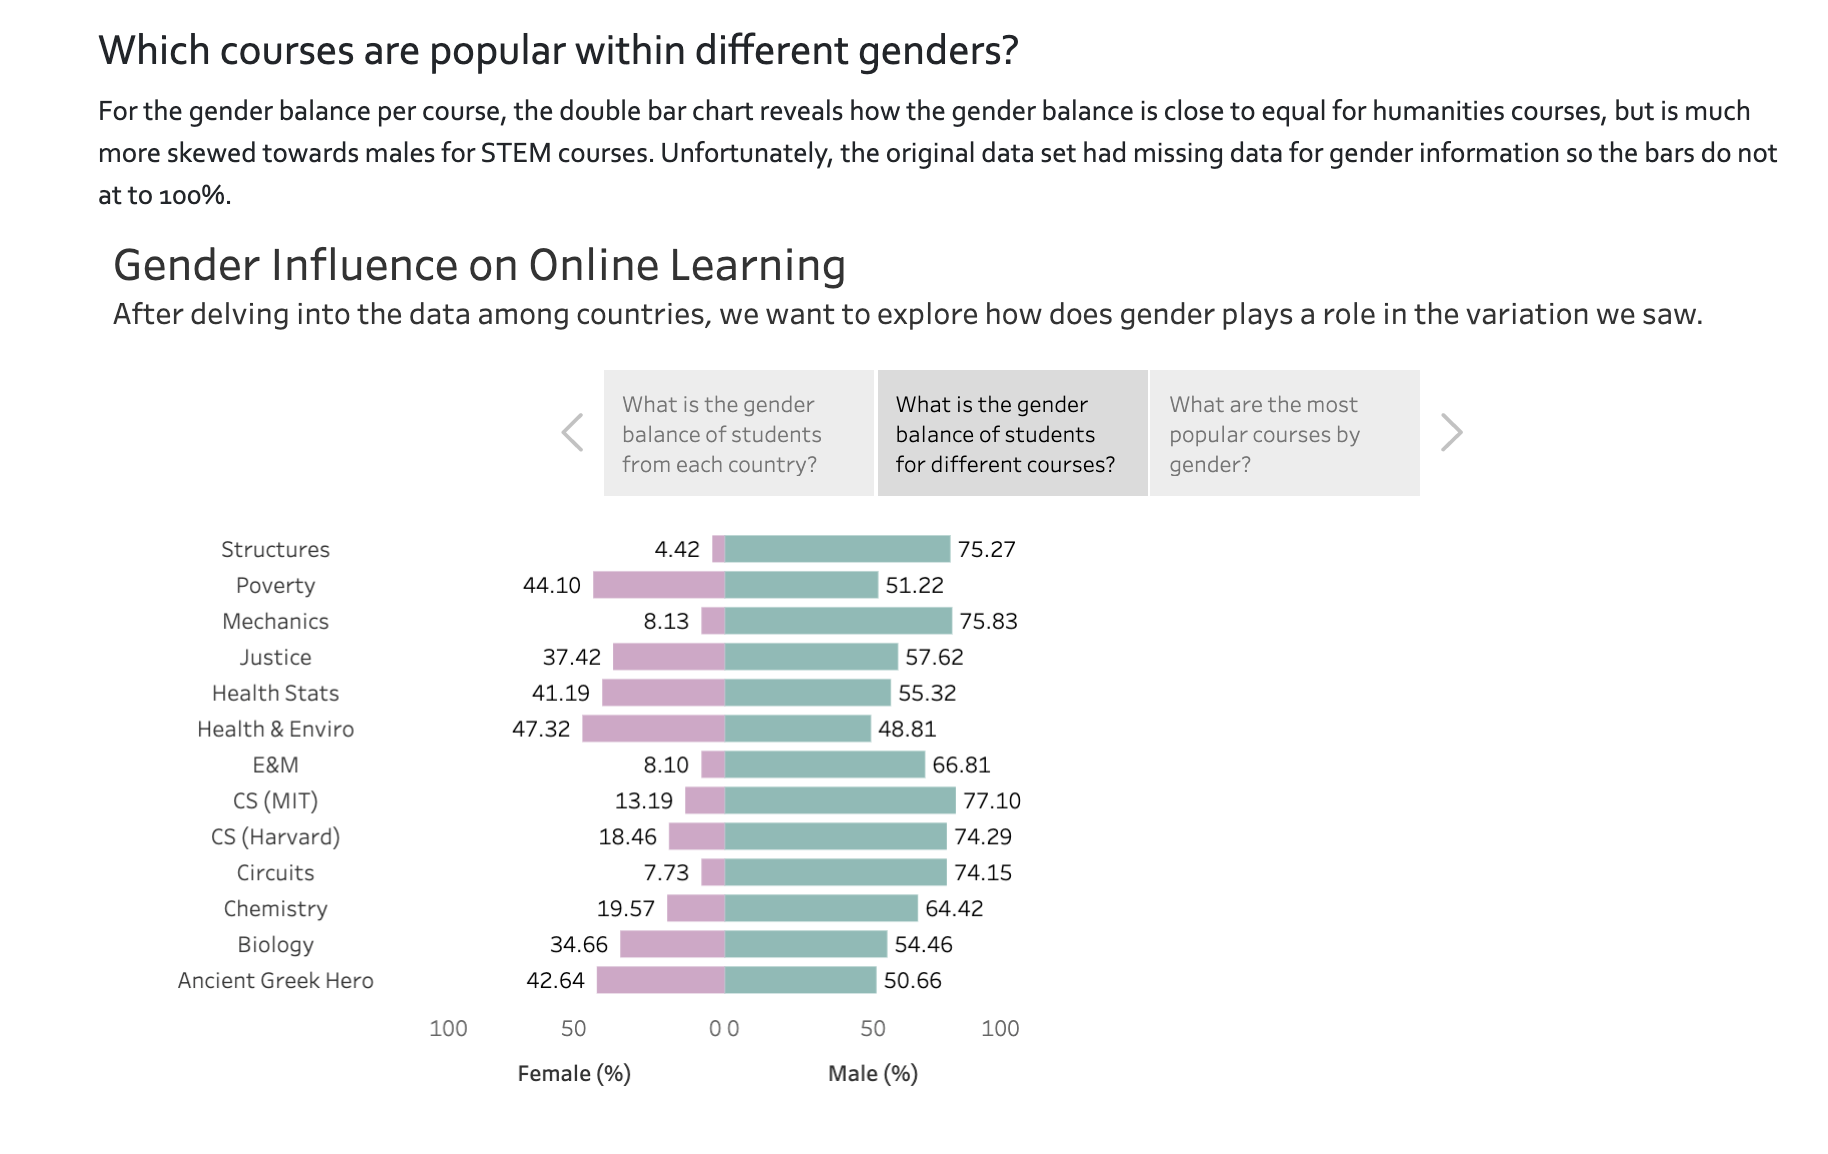 Which courses are popular within different genders?
For the gender balance per course, the double bar chart reveals how the gender balance is close to equal for humanities courses, but is much
more skewed towards males for STEM courses. Unfortunately, the original data set had missing data for gender information so the bars do not
at to 100%.
Gender Influence on Online Learning
After delving into the data among countries, we want to explore how does gender plays a role in the variation we saw.
What is the gender
balance of students
from each country?
What is the gender
balance of students
for different courses?
What are the most
popular courses by
gender?
Structures 4.42 75.27
Poverty 44.10 51.22
Mechanics 8.13 75.83
Justice 37.42 57.62
Health Stats 41.19 55.32
Health & Enviro 47.32 48.81
E&M 8.10 66.81
CS (MIT) 13.19 77.10
CS (Harvard) 18.46 74.29
Circuits 7.73 74.15
Chemistry 19.57 64.42
Biology 34.66 54.46
Ancient Greek Hero 42.64 50.66
100 50 0 0 50 100
Female (%) Male (%)